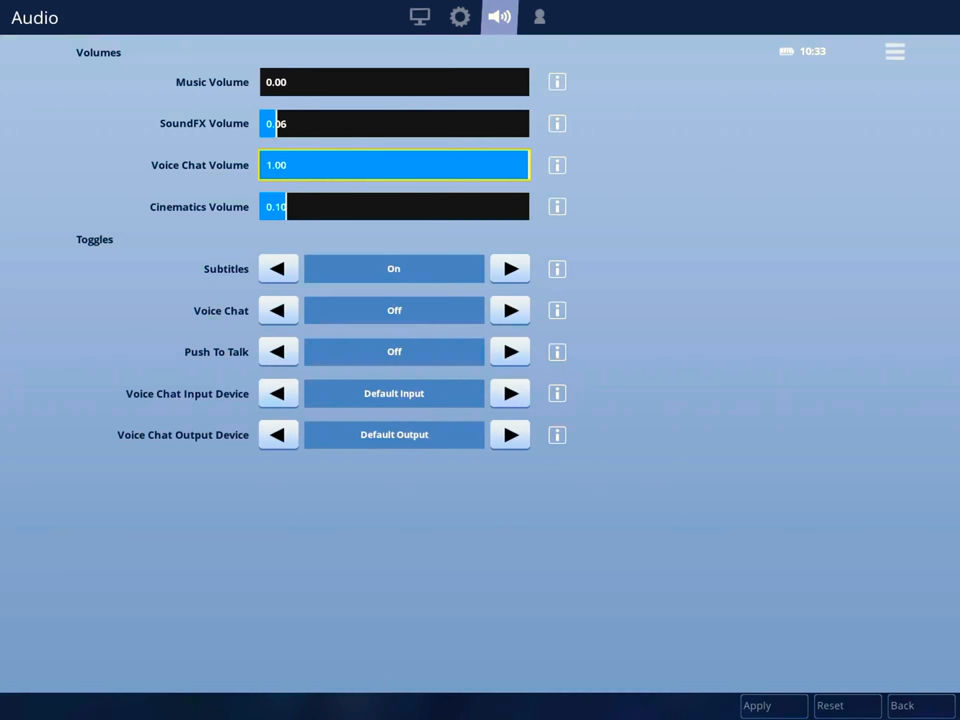 Audio
Volumes
10:33
Music Volume 0.00
SoundFX Volume 0.06
Voice Chat Volume 1.00
Cinematics Volume 0.10
Toggles
Subtitles On
Voice Chat Off
Push To Talk Off
Voice Chat Input Device Default Input
Voice Chat Output Device Default Output
Apply Reset Back